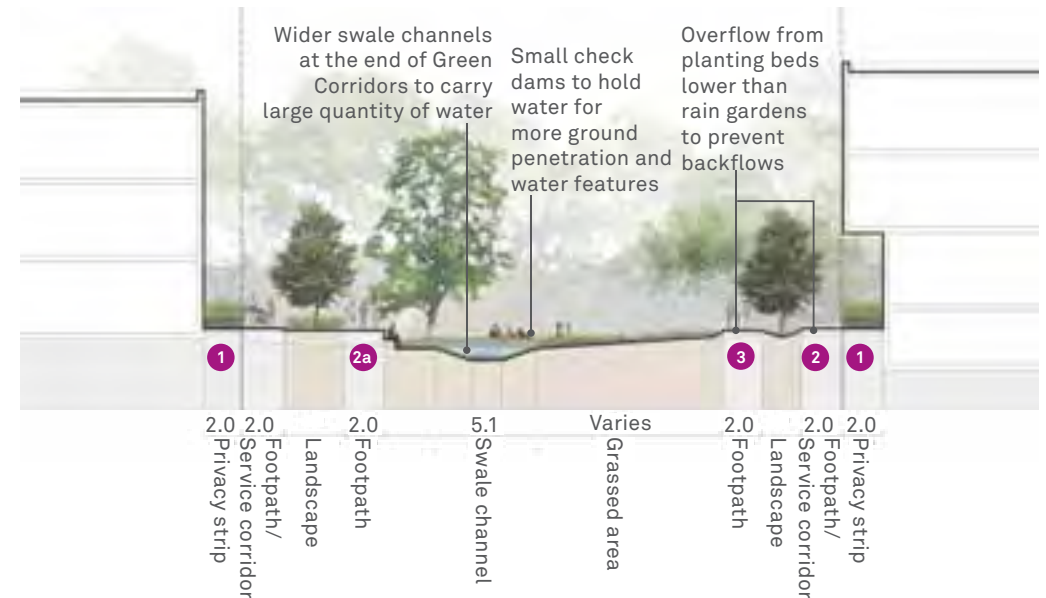 Wider swale channels
at the end of Green
Corridors to carry
large quantity of water
Small check
dams to hold
water for
more ground
penetration and
water features
Overflow from
planting beds
lower than
rain gardens
to prevent
backflows
1
2a
3
2
1
2.0
2.0
2.0
5.1
Varies
2.0
2.0
2.0
Privacy strip
Footpath/
Service corridor
Landscape
Footpath
Swale channel
Grassed area
Footpath
Landscape
Footpath/
Service corridor
Privacy strip